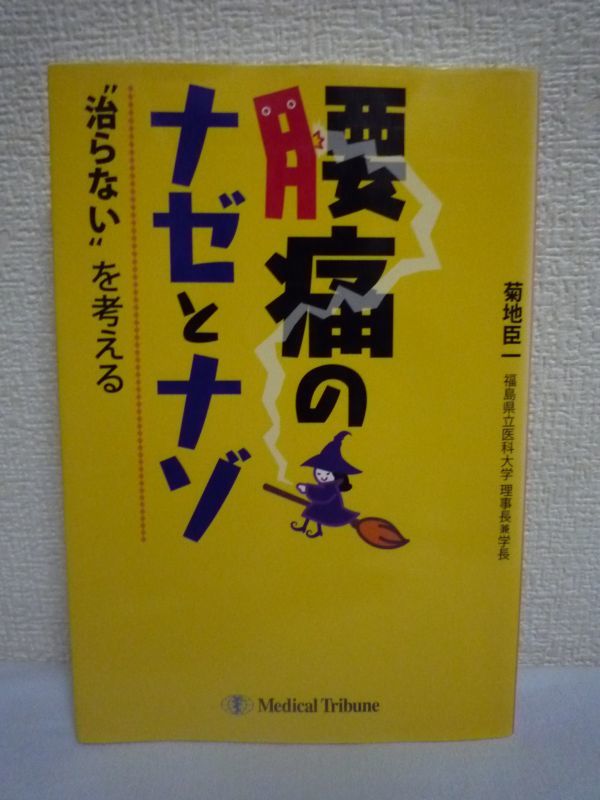 腰痛の
ナゼとナゾ
“治らない”を考える
菊地臣一 福島県立医科大学 理事長兼学長
Medical Tribune